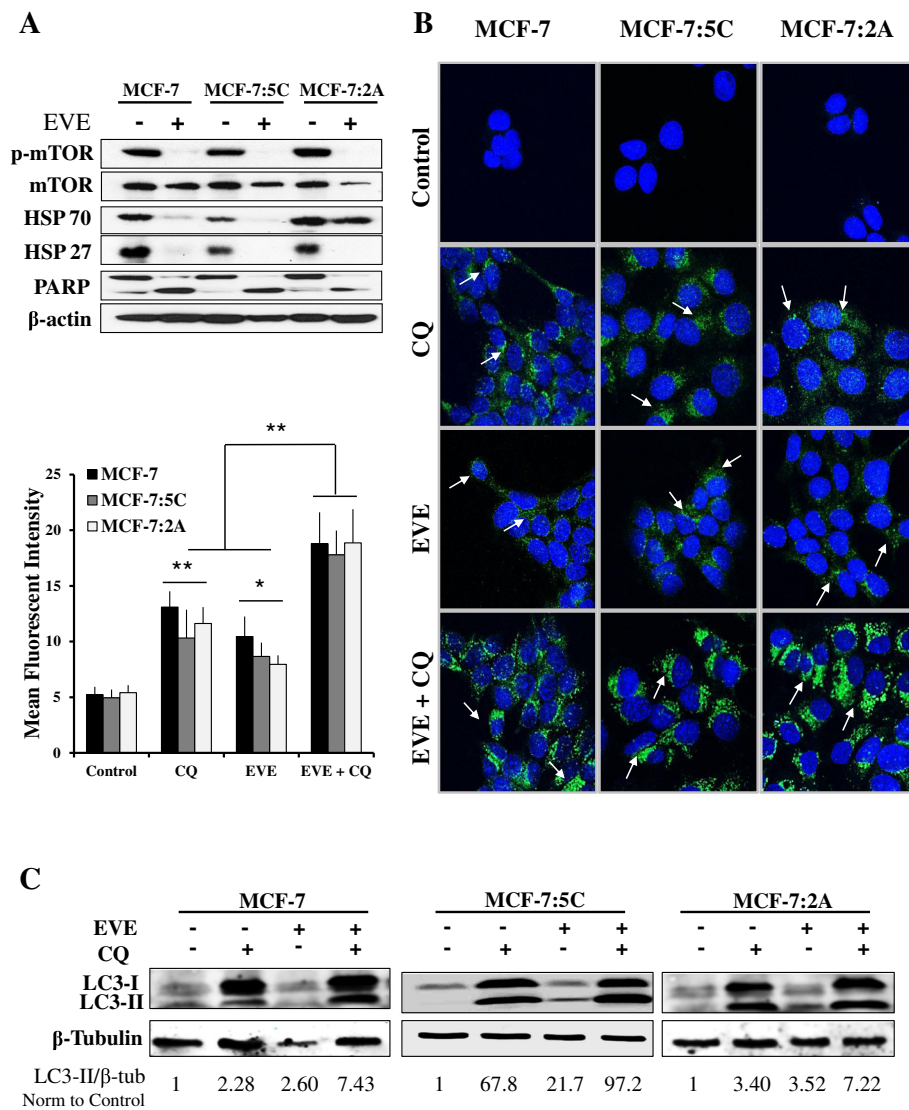 A
MCF-7 MCF-7:5C MCF-7:2A
EVE - + - + - +
p-mTOR
mTOR
HSP 70
HSP 27
PARP
β-actin
**
25
20
15
10
5
0
Mean Fluorescent Intensity
MCF-7
MCF-7:5C
MCF-7:2A
**
*
Control CQ EVE EVE + CQ
B
MCF-7 MCF-7:5C MCF-7:2A
Control
CQ
EVE
EVE + CQ
C
MCF-7 MCF-7:5C MCF-7:2A
EVE - - + + - - + + - - + +
CQ - + - + - + - + - + - +
LC3-I
LC3-II
β-Tubulin
LC3-II/β-tub 1 2.28 2.60 7.43 1 67.8 21.7 97.2 1 3.40 3.52 7.22
Norm to Control